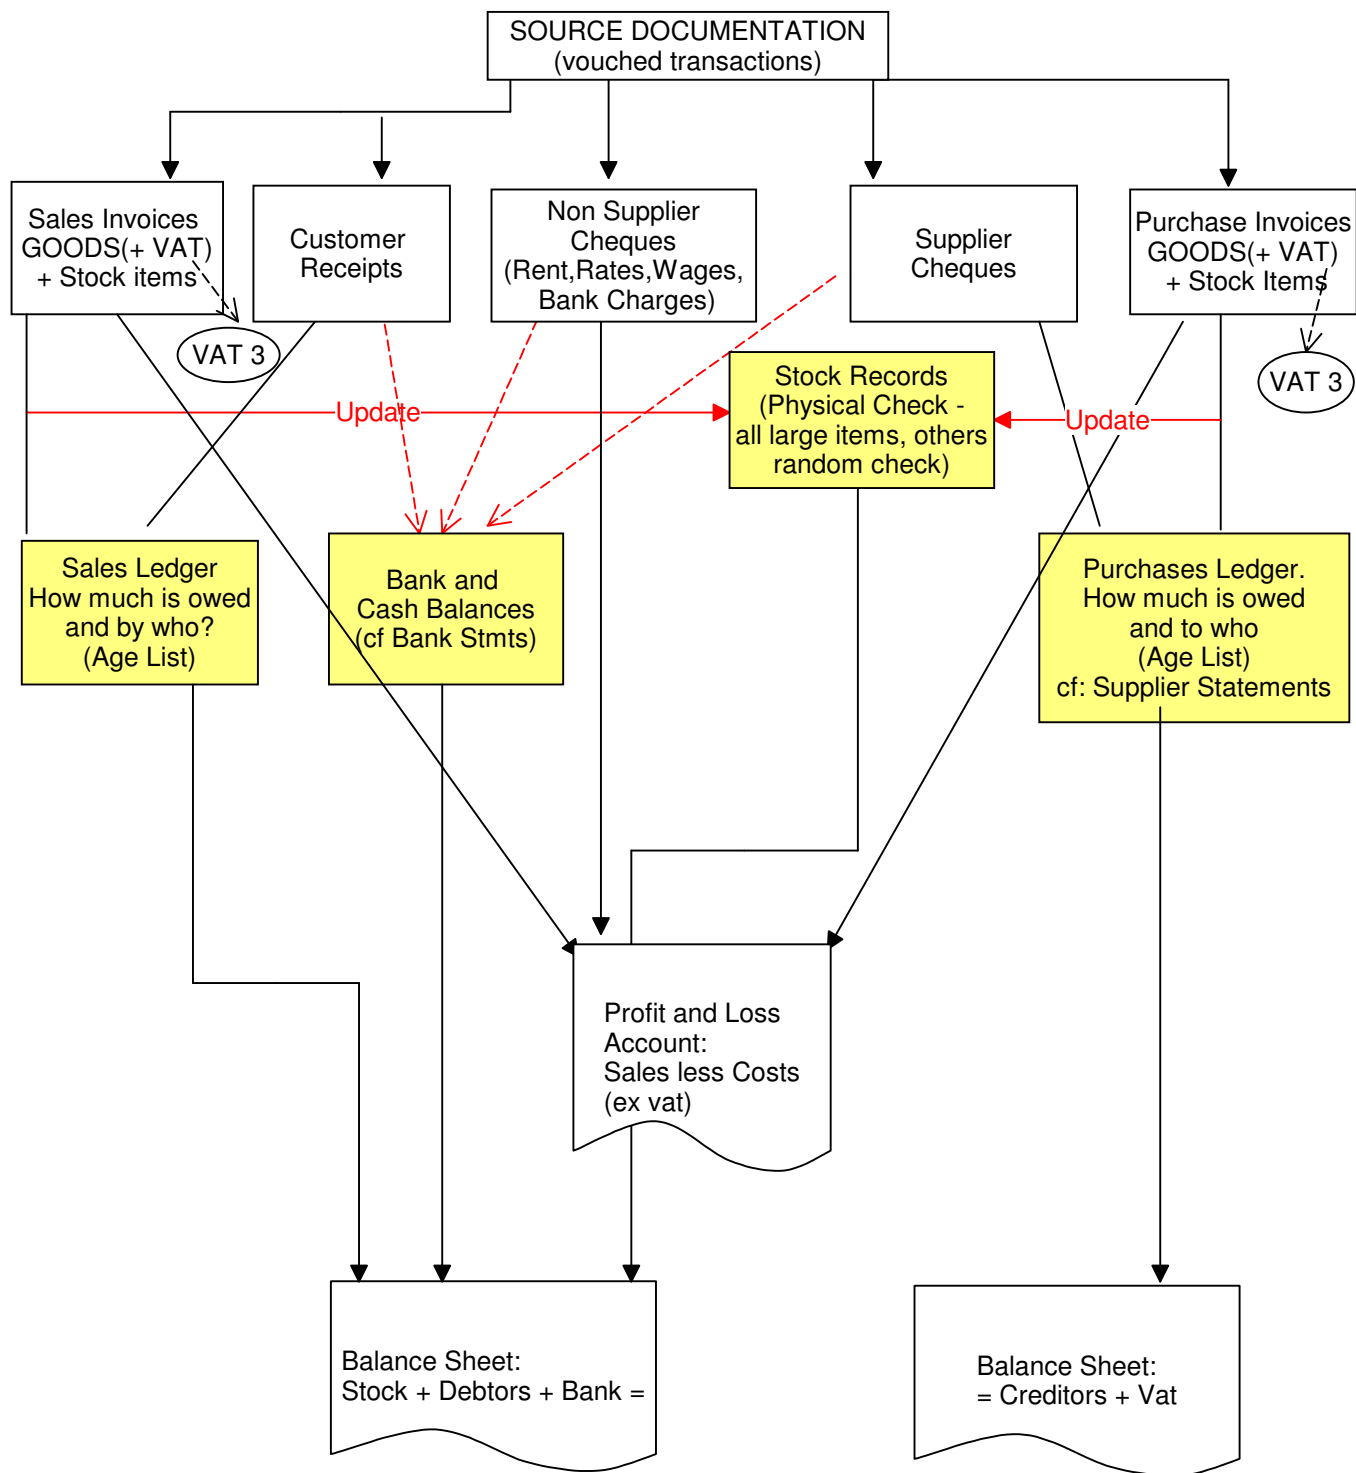 SOURCE DOCUMENTATION
(vouched transactions)
Sales Invoices
GOODS(+ VAT)
+ Stock items
Customer
Receipts
Non Supplier
Cheques
(Rent,Rates,Wages,
Bank Charges)
Supplier
Cheques
Purchase Invoices
GOODS(+ VAT)
+ Stock Items
VAT 3
VAT 3
Stock Records
(Physical Check -
all large items, others
random check)
Update
Update
Sales Ledger
How much is owed
and by who?
(Age List)
Bank and
Cash Balances
(cf Bank Stmts)
Purchases Ledger.
How much is owed
and to who
(Age List)
cf: Supplier Statements
Profit and Loss
Account:
Sales less Costs
(ex vat)
Balance Sheet:
Stock + Debtors + Bank =
Balance Sheet:
= Creditors + Vat